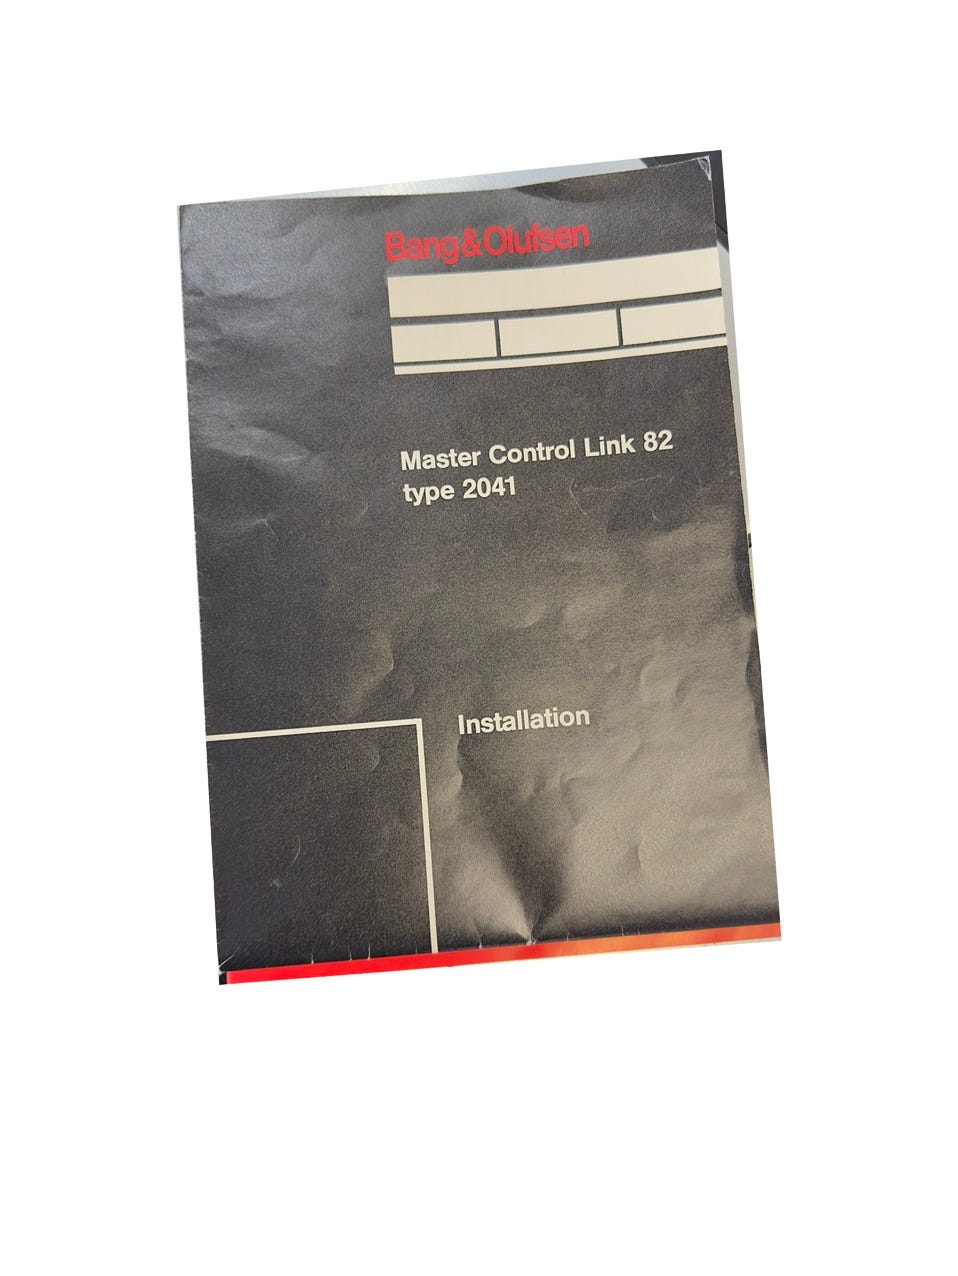 Bang&Olufsen
Master Control Link 82
type 2041
Installation